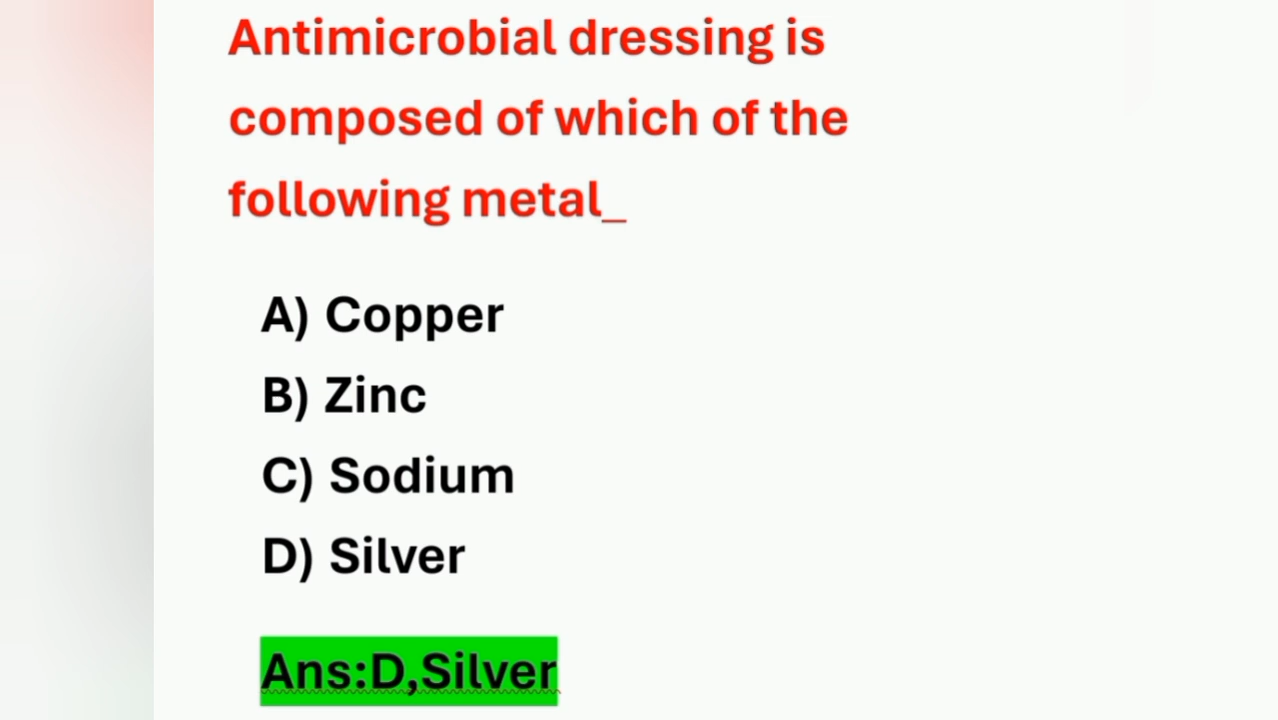 Antimicrobial dressing is
composed of which of the
following metal_
A) Copper
B) Zinc
C) Sodium
D) Silver
Ans:D,Silver